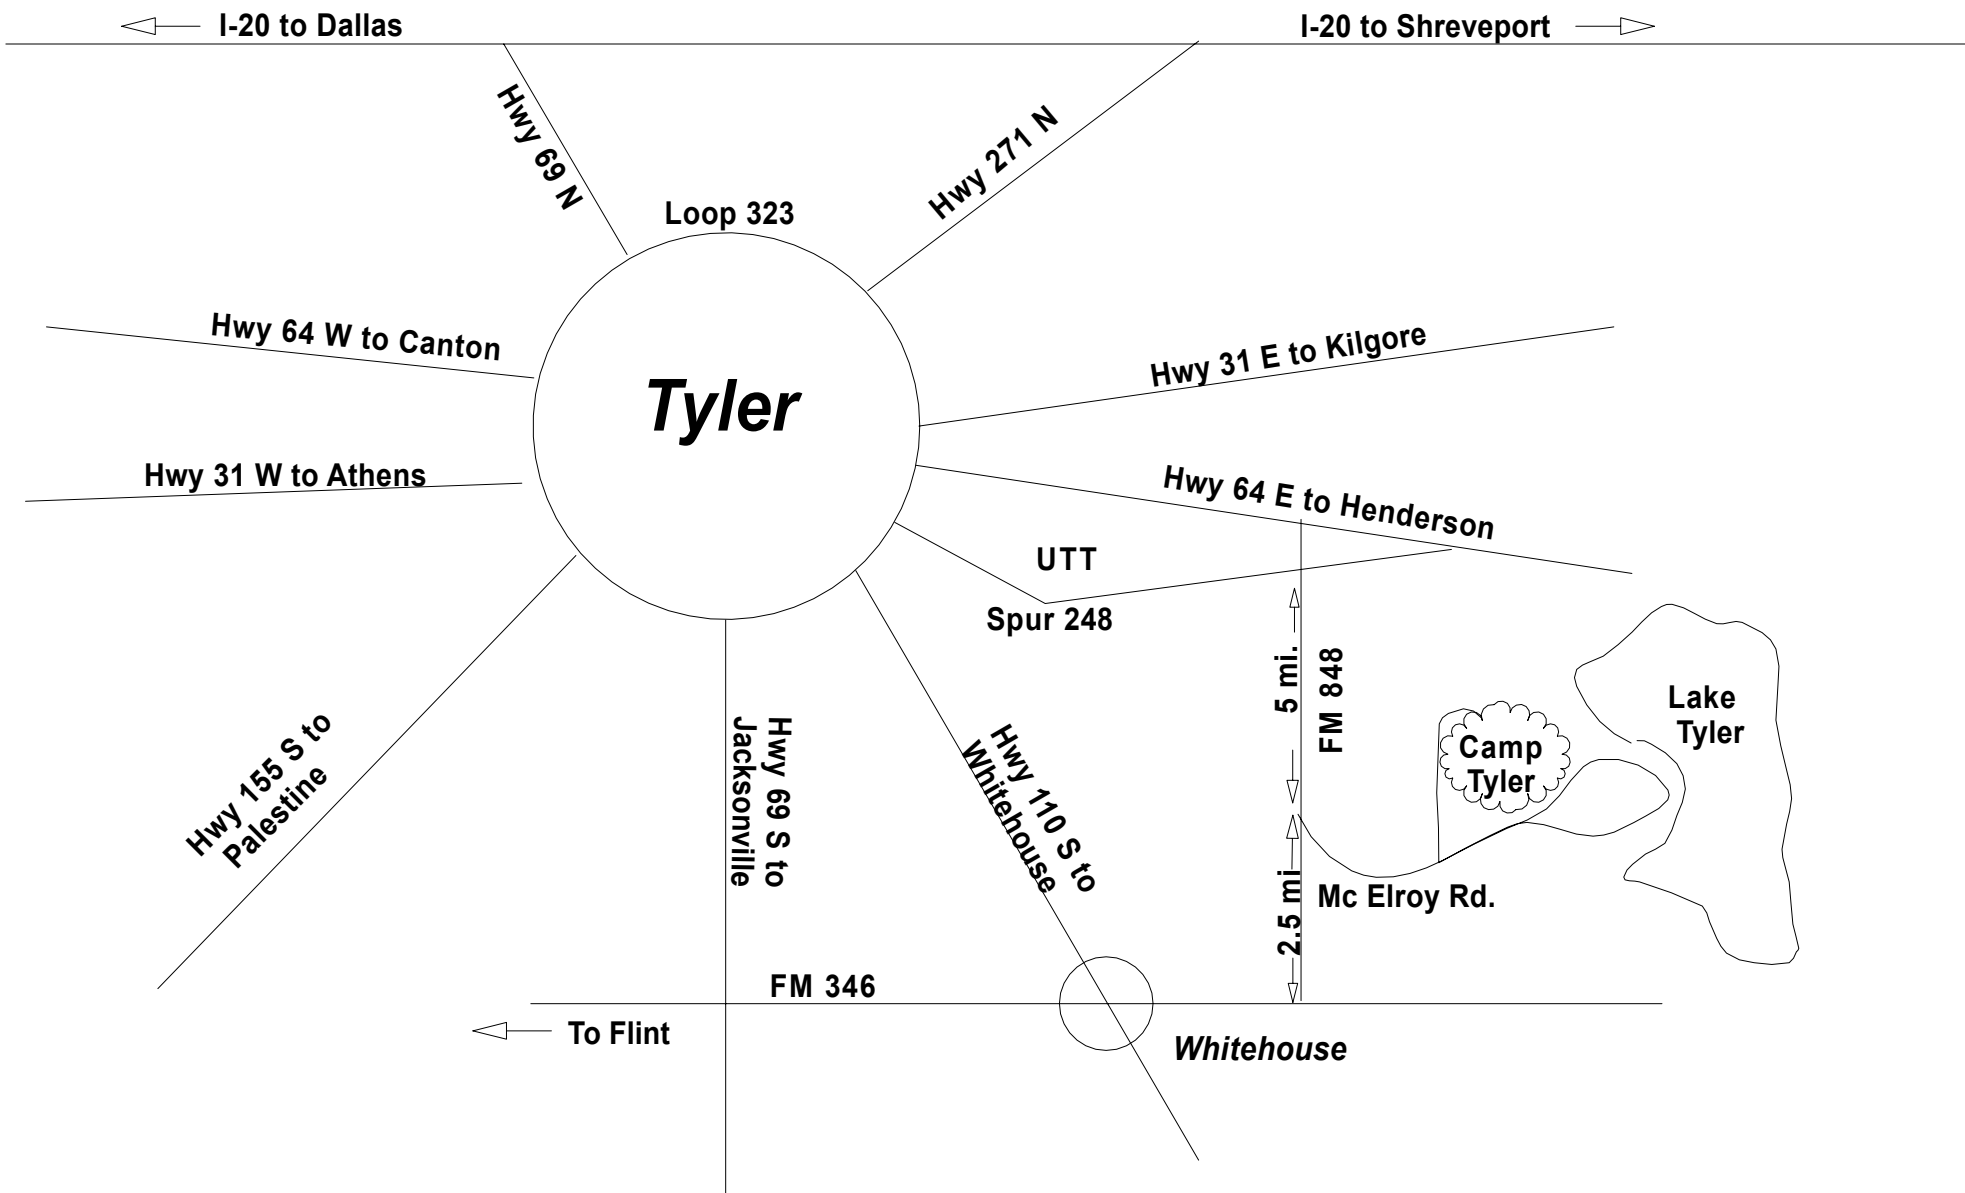 I-20 to Dallas
I-20 to Shreveport
Hwy 69 N
Hwy 271 N
Loop 323
Hwy 64 W to Canton
Hwy 31 E to Kilgore
Tyler
Hwy 31 W to Athens
Hwy 64 E to Henderson
UTT
Spur 248
5 mi.
FM 848
Lake
Tyler
Camp
Tyler
Hwy 155 S to
Palestine
Hwy 69 S to
Jacksonville
Hwy 110 S to
Whitehouse
2.5 mi
Mc Elroy Rd.
FM 346
To Flint
Whitehouse